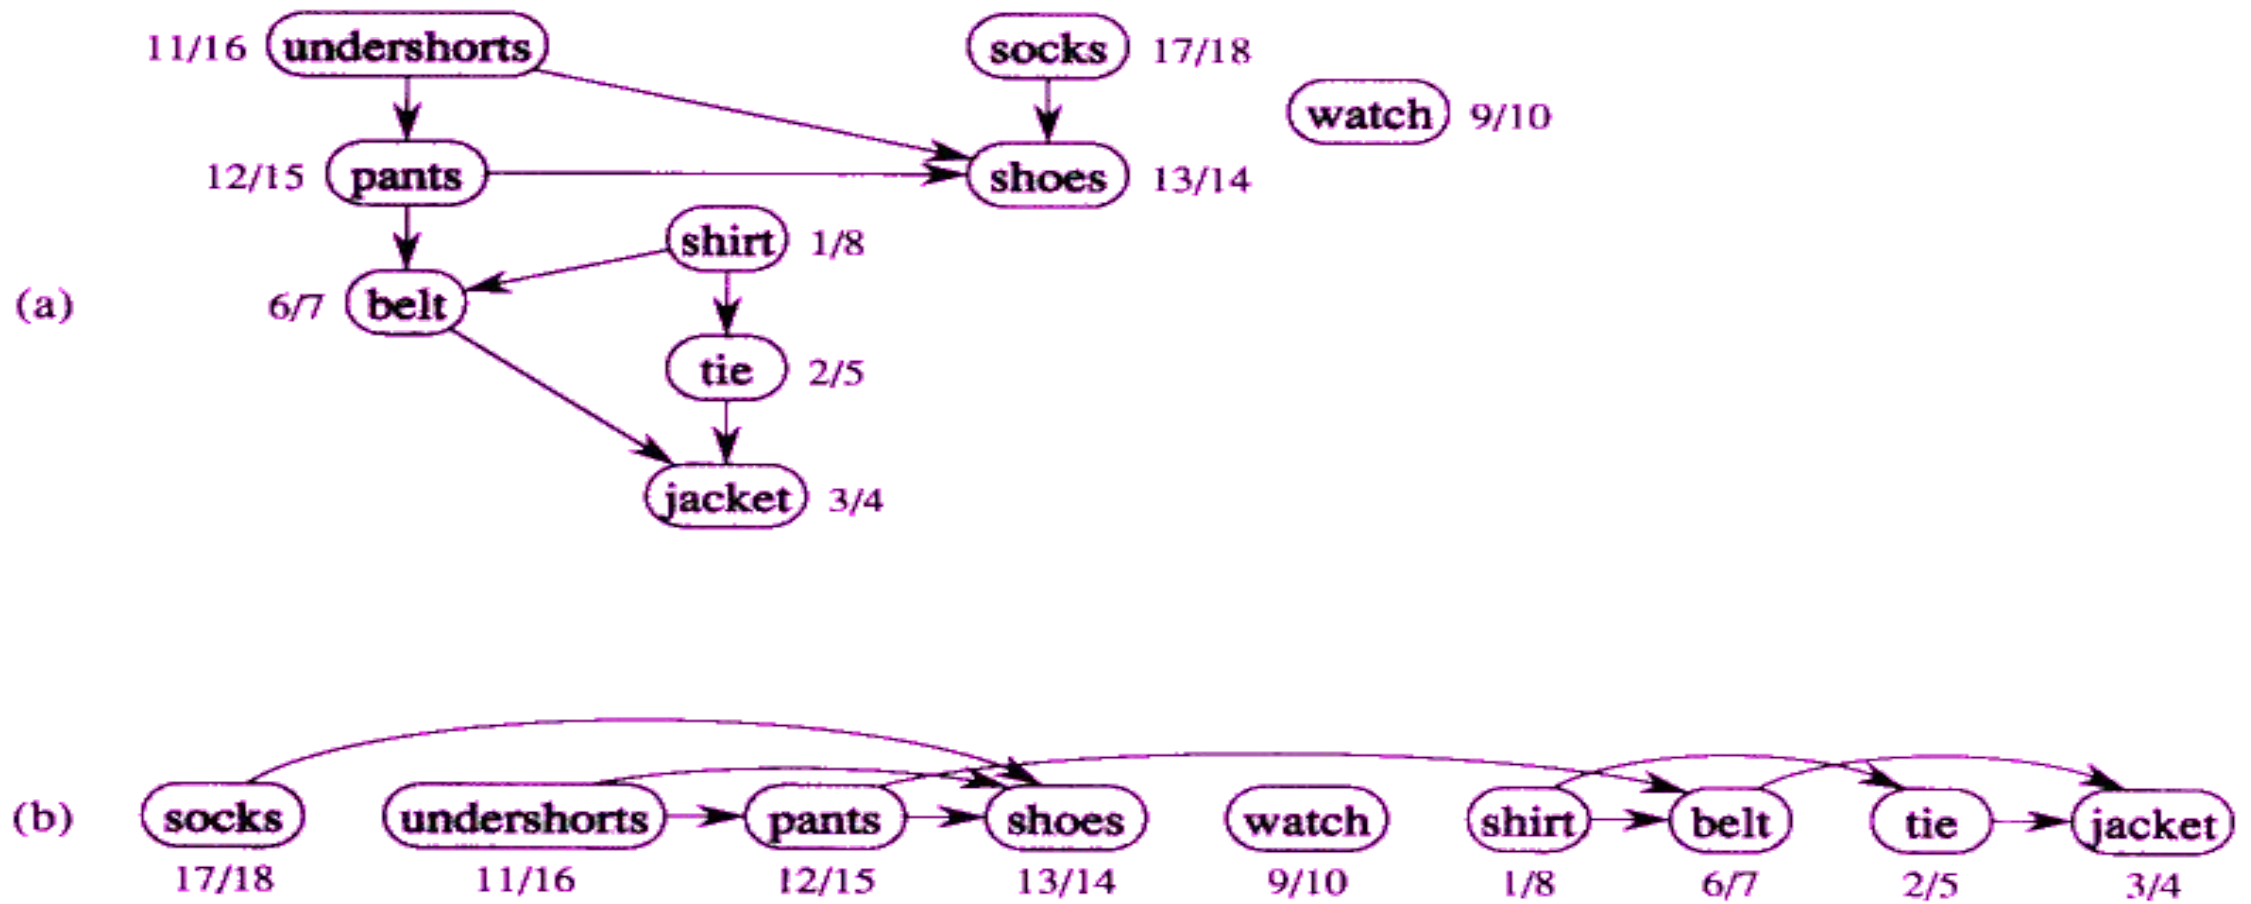 11/16 undershorts socks 17/18
watch 9/10
12/15 pants shoes 13/14
shirt 1/8
(a) 6/7 belt
tie 2/5
jacket 3/4
(b) socks undershorts pants shoes watch shirt belt tie jacket
17/18 11/16 12/15 13/14 9/10 1/8 6/7 2/5 3/4